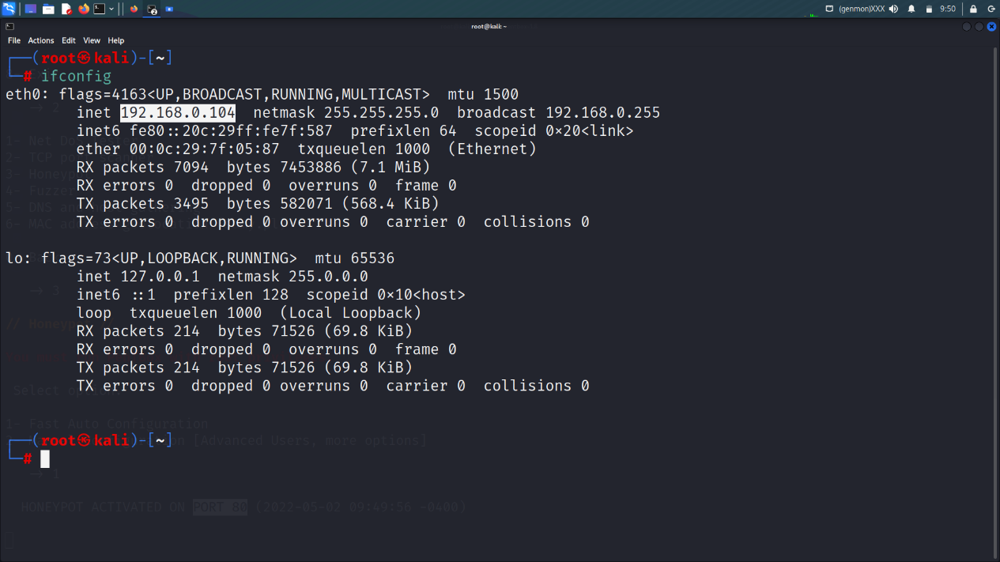 (genmon)XXX
9:50
root@kali: ~
File Actions Edit View Help
┌──(root㉿kali)-[~]
└─# ifconfig
eth0: flags=4163<UP,BROADCAST,RUNNING,MULTICAST>  mtu 1500
inet 192.168.0.104  netmask 255.255.255.0  broadcast 192.168.0.255
inet6 fe80::20c:29ff:fe7f:587  prefixlen 64  scopeid 0x20<link>
ether 00:0c:29:7f:05:87  txqueuelen 1000  (Ethernet)
RX packets 7094  bytes 7453886 (7.1 MiB)
RX errors 0  dropped 0  overruns 0  frame 0
TX packets 3495  bytes 582071 (568.4 KiB)
TX errors 0  dropped 0 overruns 0  carrier 0  collisions 0
lo: flags=73<UP,LOOPBACK,RUNNING>  mtu 65536
inet 127.0.0.1  netmask 255.0.0.0
inet6 ::1  prefixlen 128  scopeid 0x10<host>
loop  txqueuelen 1000  (Local Loopback)
RX packets 214  bytes 71526 (69.8 KiB)
RX errors 0  dropped 0  overruns 0  frame 0
TX packets 214  bytes 71526 (69.8 KiB)
TX errors 0  dropped 0 overruns 0  carrier 0  collisions 0
Select option
1- Fast Auto Configuration
┌──(root㉿kali)-[~]
[Advanced Users, more options]
└─#
→ 1
HONEYPOT ACTIVATED ON PORT 80 (2022-05-02 09:49:56 -0400)